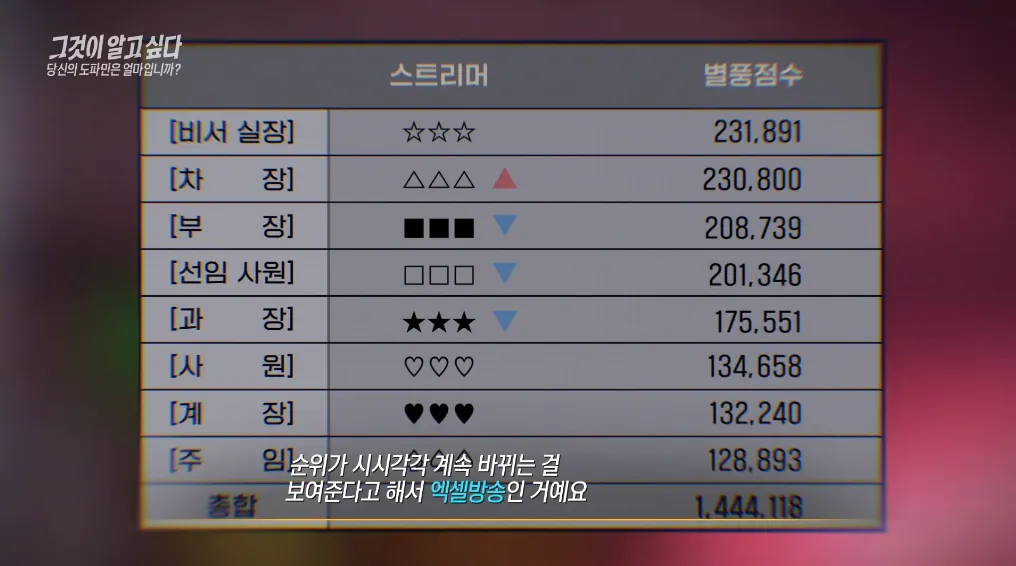 그것이 알고 싶다
당신의 도파민은 얼마입니까?
스트리머 별풍점수
[비서 실장] ☆☆☆ 231,891
[차 장] △△△ ▲ 230,800
[부 장] ■■■ ▼ 208,739
[선임 사원] □□□ ▼ 201,346
[과 장] ★★★ ▼ 175,551
[사 원] ♡♡♡ 134,658
[계 장] ♥♥♥ 132,240
[주 임] 128,893
총합 1,444,118
순위가 시시각각 계속 바뀌는 걸
보여준다고 해서 엑셀방송인 거예요